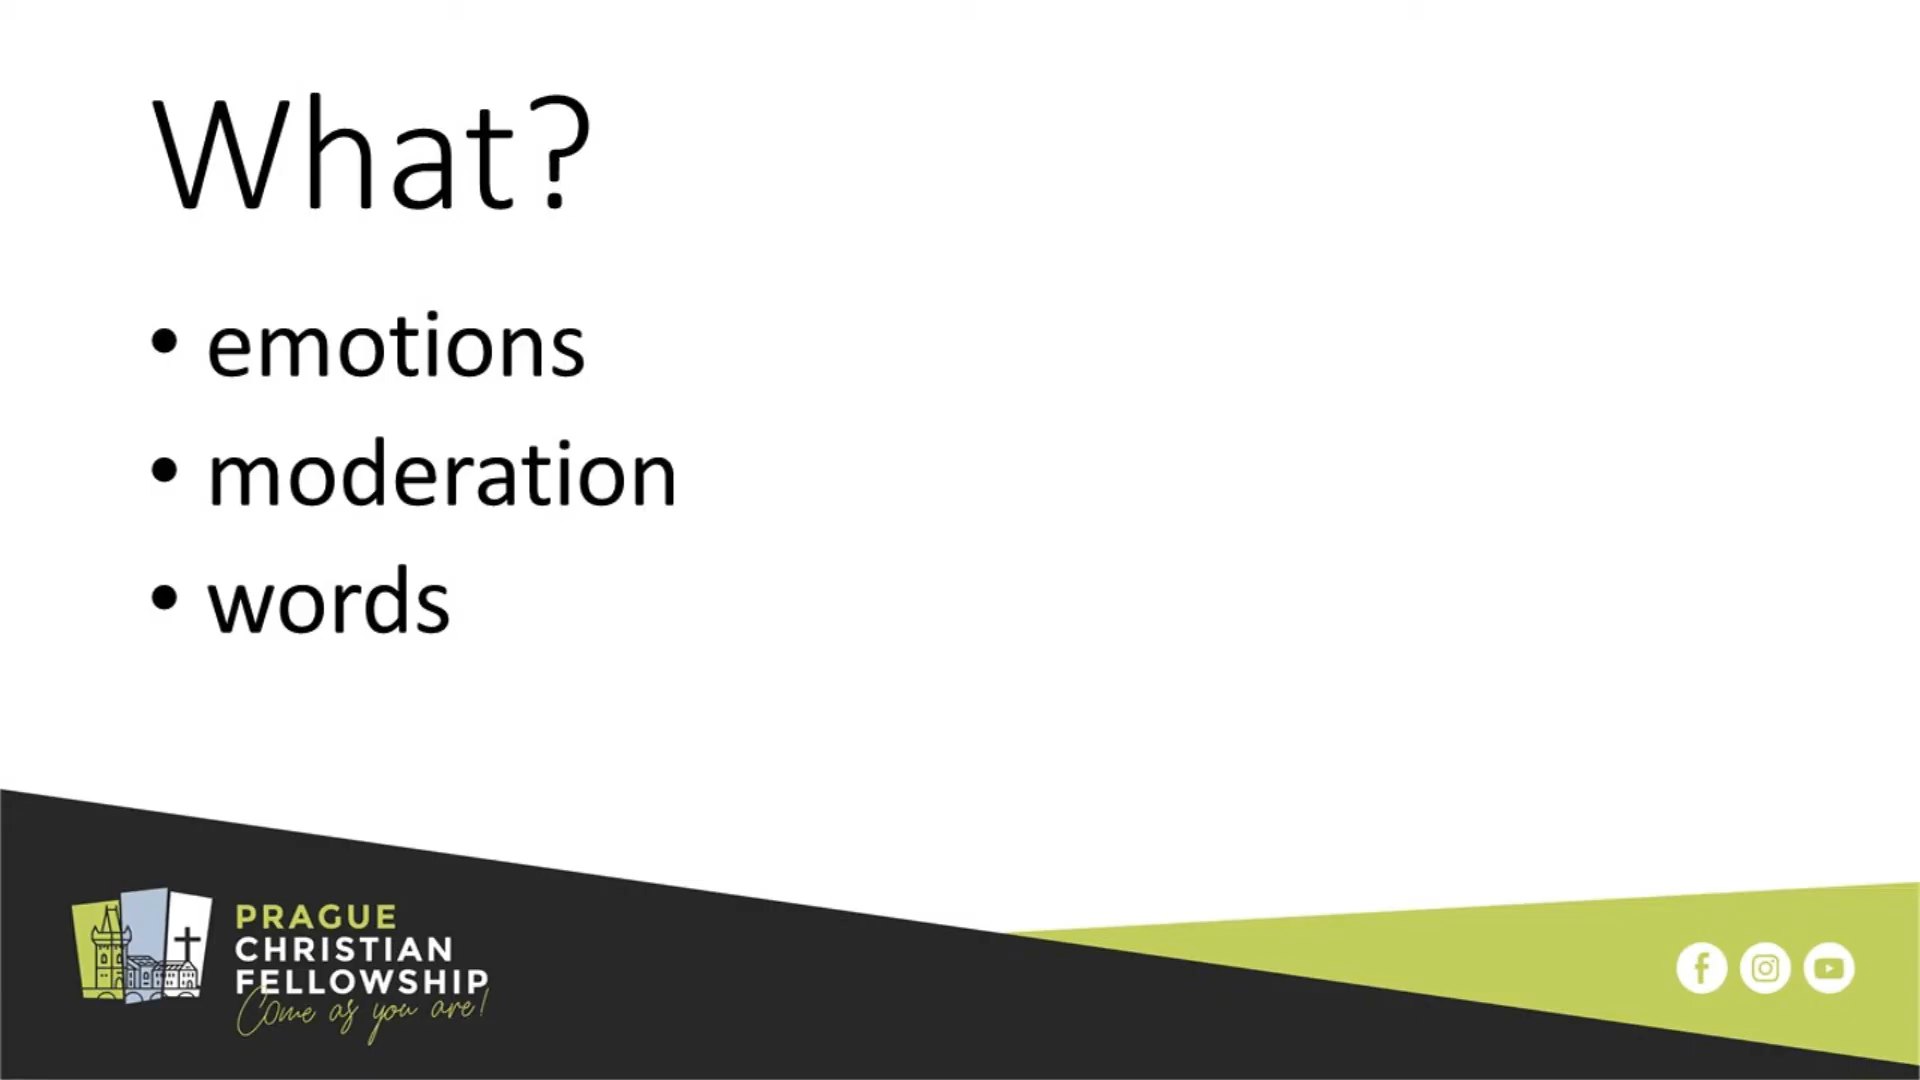 What?
• emotions
• moderation
• words
PRAGUE
CHRISTIAN
FELLOWSHIP
Come as you are!